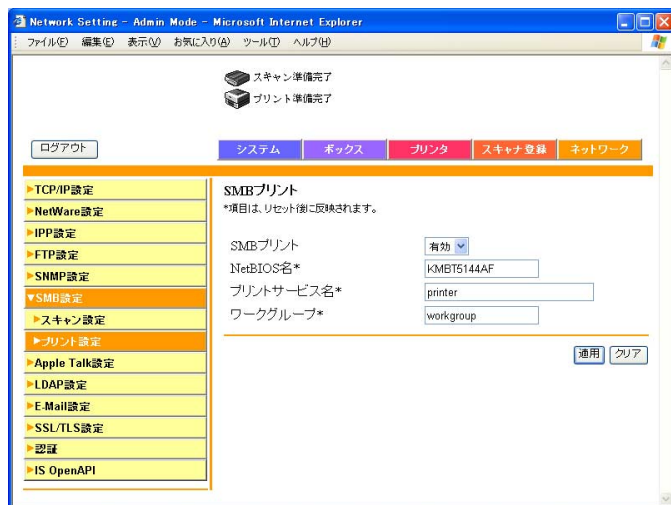 Network Setting - Admin Mode - Microsoft Internet Explorer
ファイル(F) 編集(E) 表示(V) お気に入り(A) ツール(T) ヘルプ(H)
スキャン準備完了
プリント準備完了
ログアウト
システム ボックス プリンタ スキャナ登録 ネットワーク
TCP/IP設定
NetWare設定
IPP設定
FTP設定
SNMP設定
SMB設定
スキャン設定
プリント設定
Apple Talk設定
LDAP設定
E-Mail設定
SSL/TLS設定
認証
IS OpenAPI
SMBプリント
*項目は、リセット後に反映されます。
SMBプリント 有効
NetBIOS名* KMBT5144AF
プリントサービス名* printer
ワークグループ* workgroup
適用 クリア